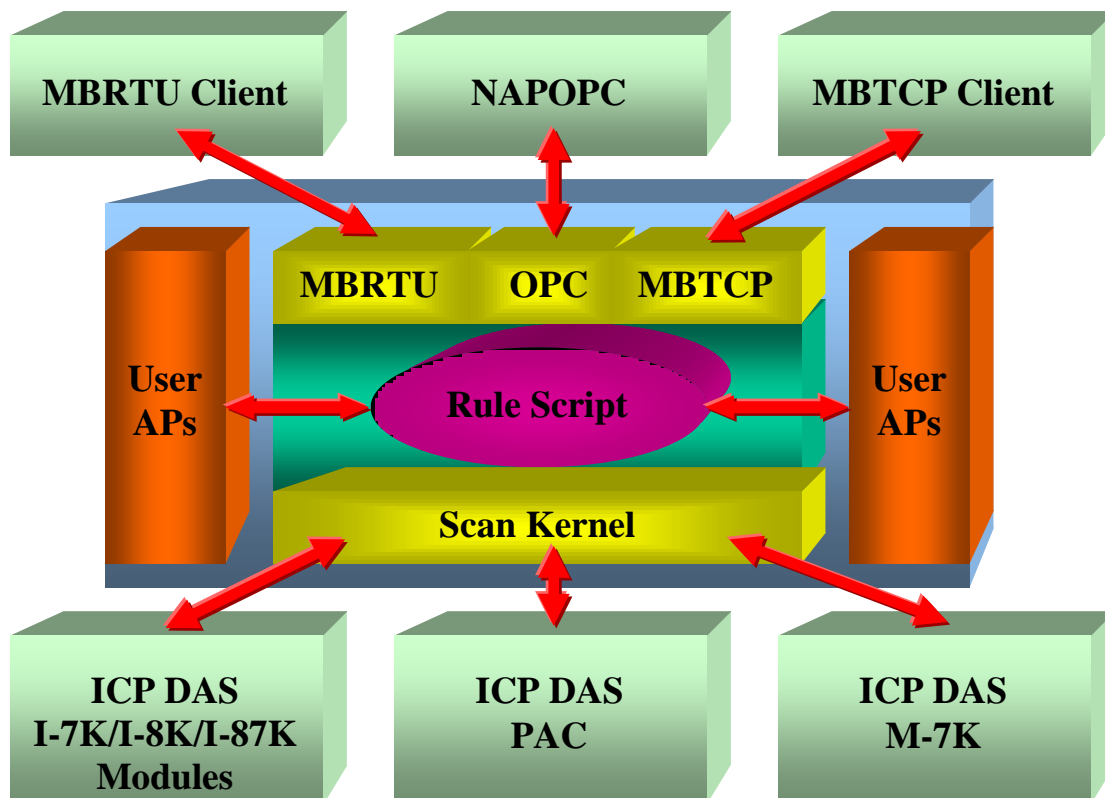 MBRTU Client
NAPOPC
MBTCP Client
MBRTU
OPC
MBTCP
User
APs
Rule Script
User
APs
Scan Kernel
ICP DAS
I-7K/I-8K/I-87K
Modules
ICP DAS
PAC
ICP DAS
M-7K